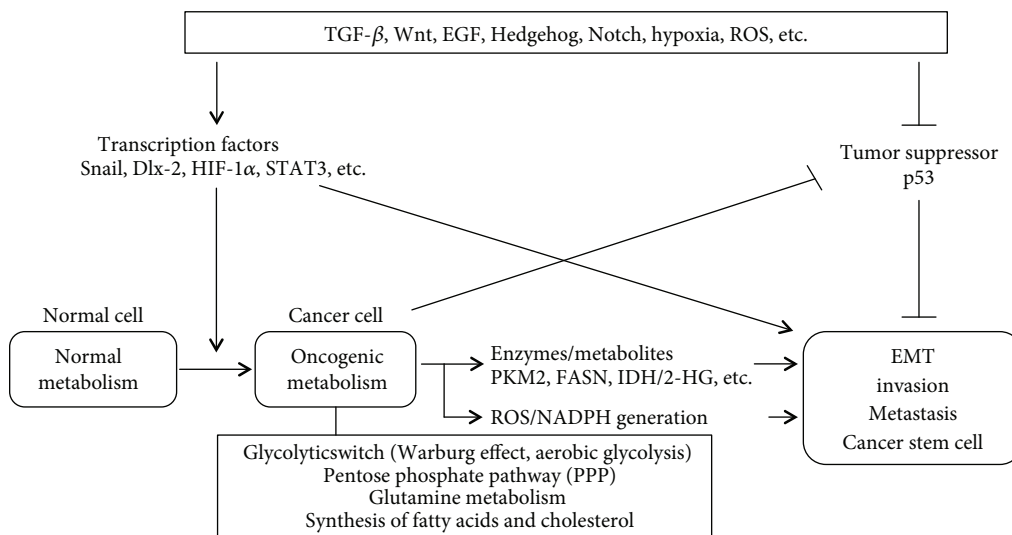 TGF-β, Wnt, EGF, Hedgehog, Notch, hypoxia, ROS, etc.
Transcription factors
Snail, Dlx-2, HIF-1α, STAT3, etc.
Tumor suppressor
p53
Normal cell
Normal
metabolism
Cancer cell
Oncogenic
metabolism
Enzymes/metabolites
PKM2, FASN, IDH/2-HG, etc.
ROS/NADPH generation
EMT
invasion
Metastasis
Cancer stem cell
Glycolyticswitch (Warburg effect, aerobic glycolysis)
Pentose phosphate pathway (PPP)
Glutamine metabolism
Synthesis of fatty acids and cholesterol